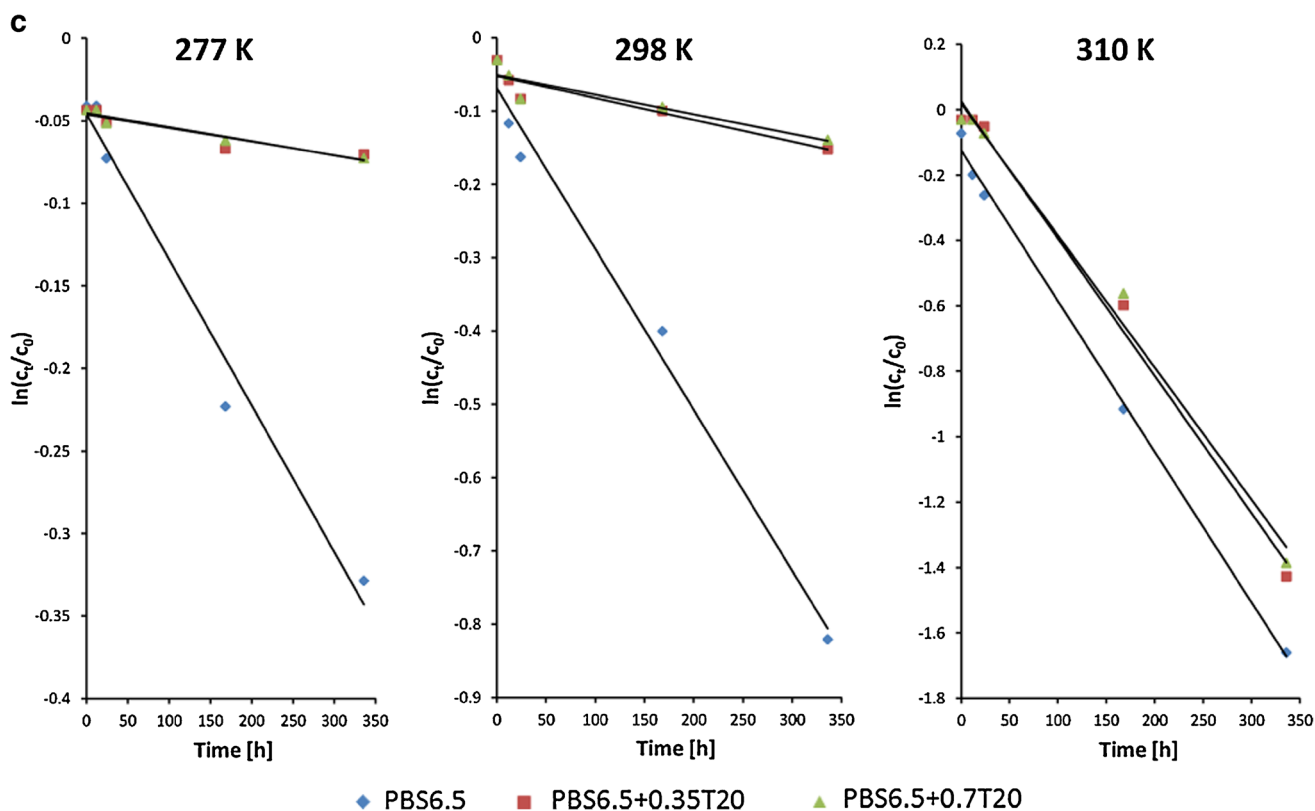 c
277 K
0
-0.05
-0.1
-0.15
-0.2
-0.25
-0.3
-0.35
-0.4
ln(ct/c0)
0 50 100 150 200 250 300 350
Time [h]
298 K
0
-0.1
-0.2
-0.3
-0.4
-0.5
-0.6
-0.7
-0.8
-0.9
ln(ct/c0)
0 50 100 150 200 250 300 350
Time [h]
310 K
0.2
0
-0.2
-0.4
-0.6
-0.8
-1
-1.2
-1.4
-1.6
-1.8
ln(ct/c0)
0 50 100 150 200 250 300 350
Time [h]
PBS6.5 PBS6.5+0.35T20 PBS6.5+0.7T20